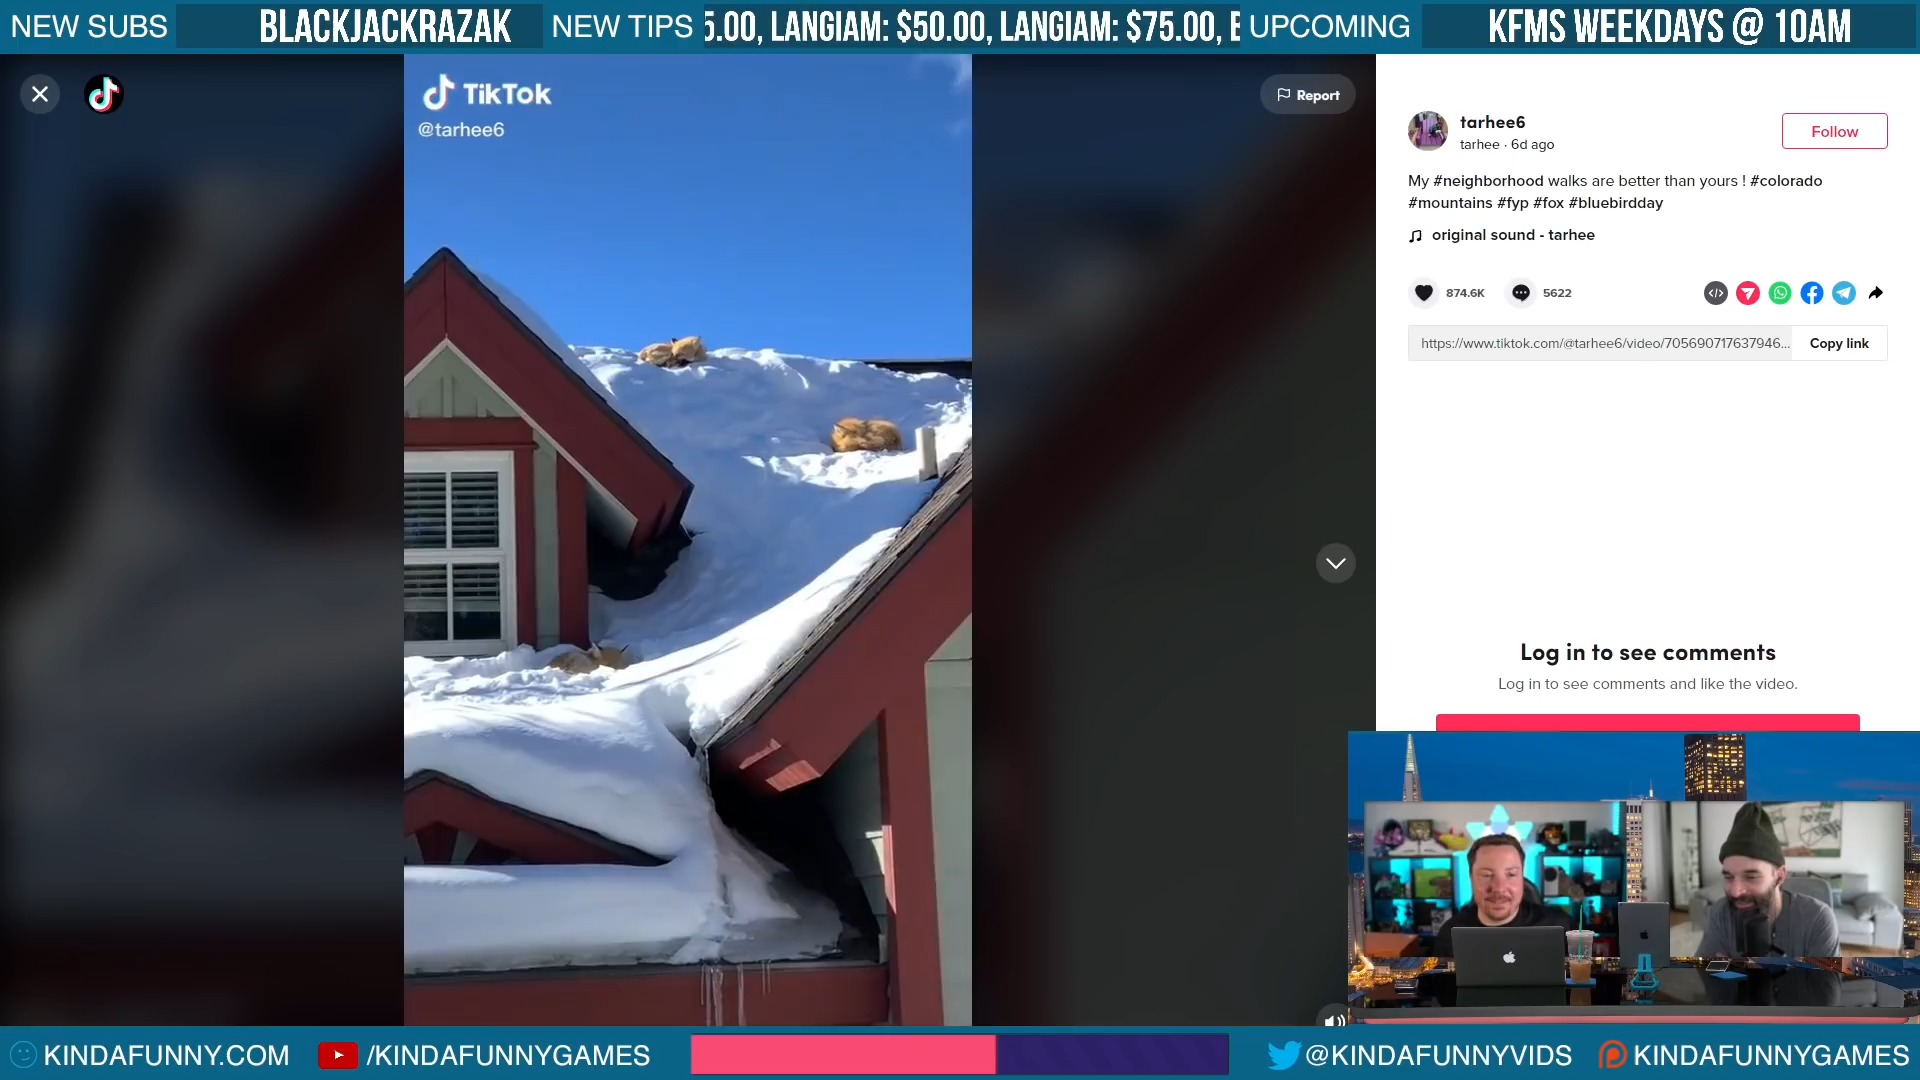 NEW SUBS
BLACKJACKRAZAK
NEW TIPS
5.00, LANGIAM: $50.00, LANGIAM: $75.00,
UPCOMING
KFMS WEEKDAYS @ 10AM
TikTok
@tarhee6
Report
tarhee6
tarhee · 6d ago
Follow
My #neighborhood walks are better than yours ! #colorado
#mountains #fyp #fox #bluebirdday
original sound - tarhee
874.6K
5622
https://www.tiktok.com/@tarhee6/video/705690717637946...
Copy link
Log in to see comments
Log in to see comments and like the video.
KINDAFUNNY.COM
/KINDAFUNNYGAMES
@KINDAFUNNYVIDS
KINDAFUNNYGAMES